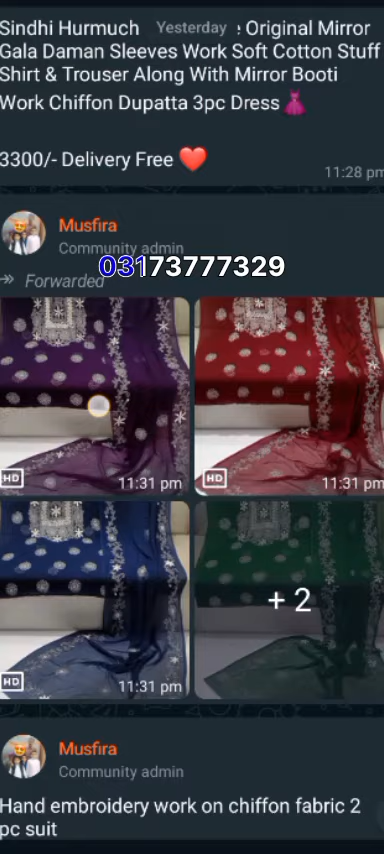 Sindhi Hurmuch Yesterday : Original Mirror
Gala Daman Sleeves Work Soft Cotton Stuff
Shirt & Trouser Along With Mirror Booti
Work Chiffon Dupatta 3pc Dress👗
3300/- Delivery Free ❤️
11:28 pm
Musfira
Community admin
03173777329
Forwarded
HD 11:31 pm
HD 11:31 pm
HD 11:31 pm
+ 2
Musfira
Community admin
Hand embroidery work on chiffon fabric 2
pc suit